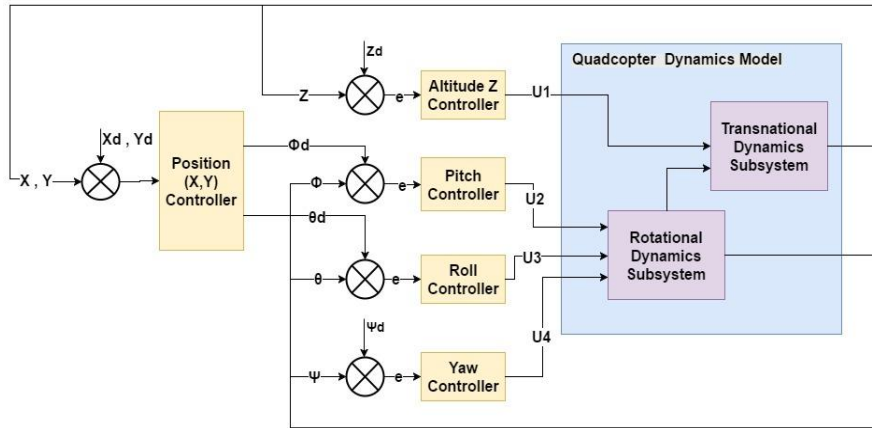 Zd
Z
e
Altitude Z
Controller
U1
Quadcopter Dynamics Model
Transnational
Dynamics
Subsystem
Xd , Yd
X , Y
Position
(X,Y)
Controller
Φd
Φ
e
Pitch
Controller
U2
θd
θ
e
Roll
Controller
U3
Rotational
Dynamics
Subsystem
Ψd
Ψ
e
Yaw
Controller
U4